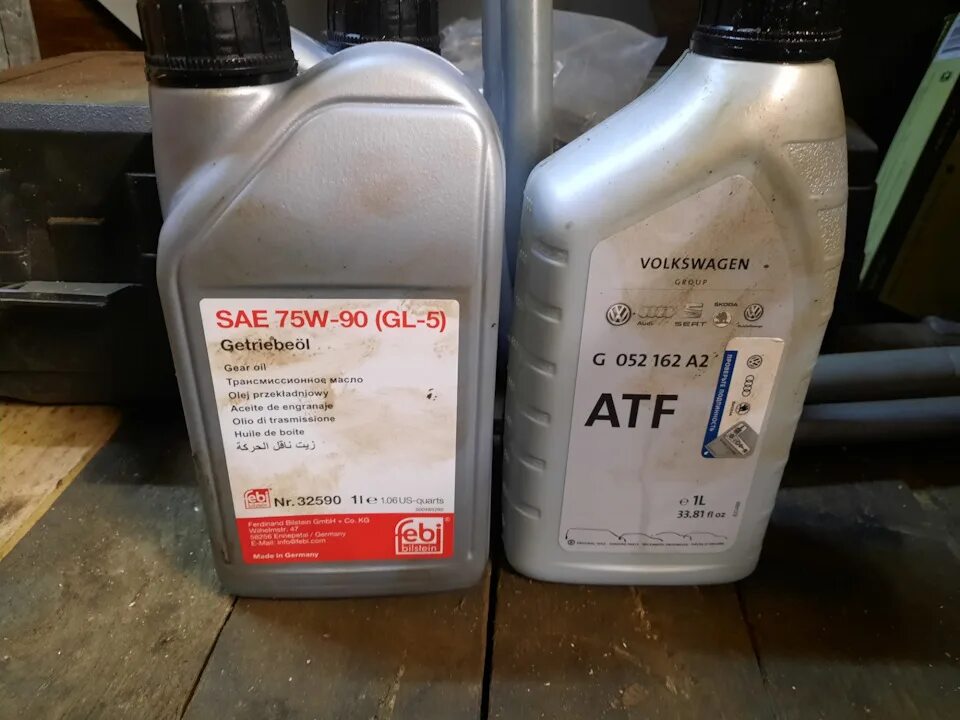 SAE 75W-90 (GL-5)
Getriebeöl
Gear oil
Трансмиссионное масло
Olej przekładniowy
Aceite de engranaje
Olio di trasmissione
Huile de boite
زيت ناقل الحركة
febi Nr. 32590 1l e 1.06 US-quarts
Ferdinand Bilstein GmbH + Co. KG
Wilhelmstr. 47
58256 Ennepetal / Germany
E-Mail: info@febi.com
Made in Germany
febi
bilstein
VOLKSWAGEN
GROUP
Audi SEAT ŠKODA
G 052 162 A2
ATF
ПРОВЕРЬТЕ ПОДЛИННОСТЬ
e 1L
33.81 fl oz